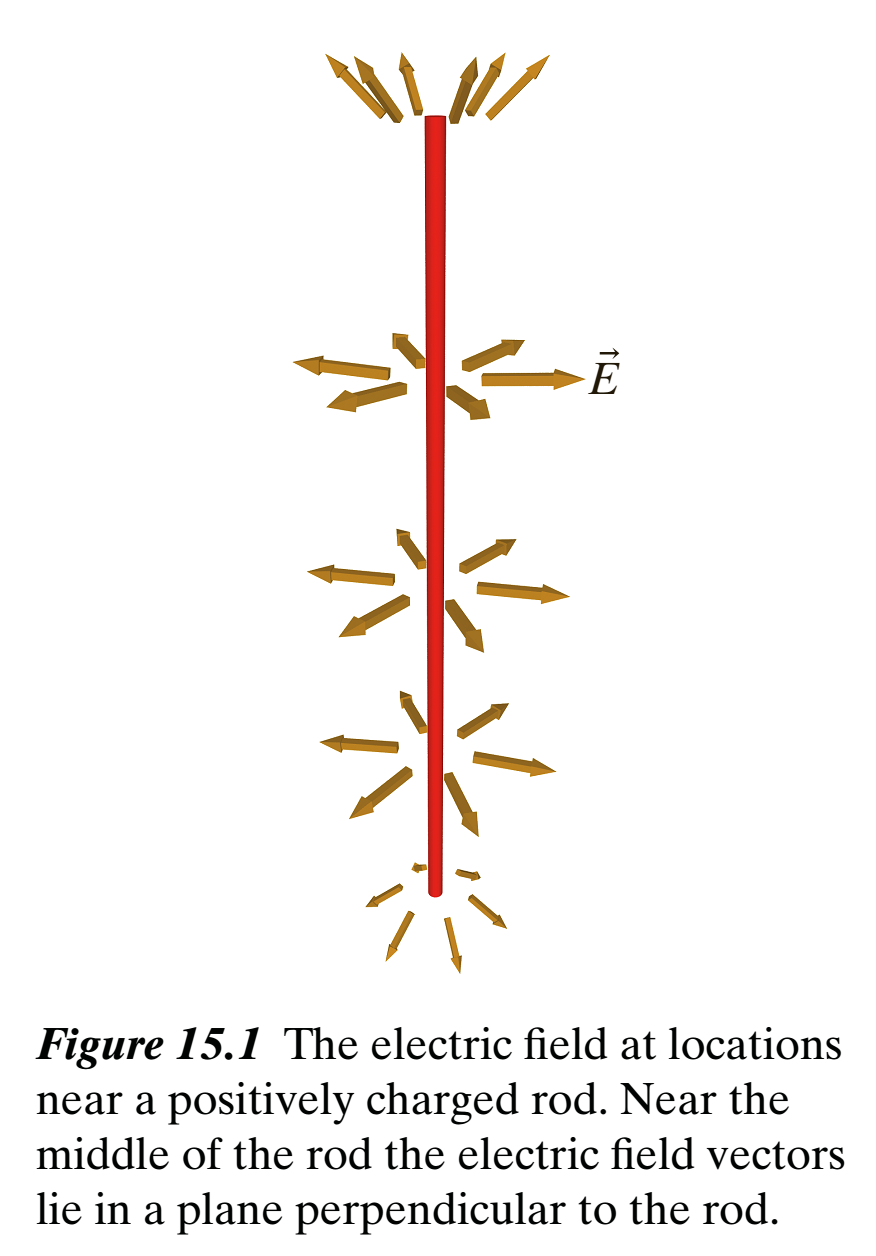 E
Figure 15.1 The electric field at locations
near a positively charged rod. Near the
middle of the rod the electric field vectors
lie in a plane perpendicular to the rod.